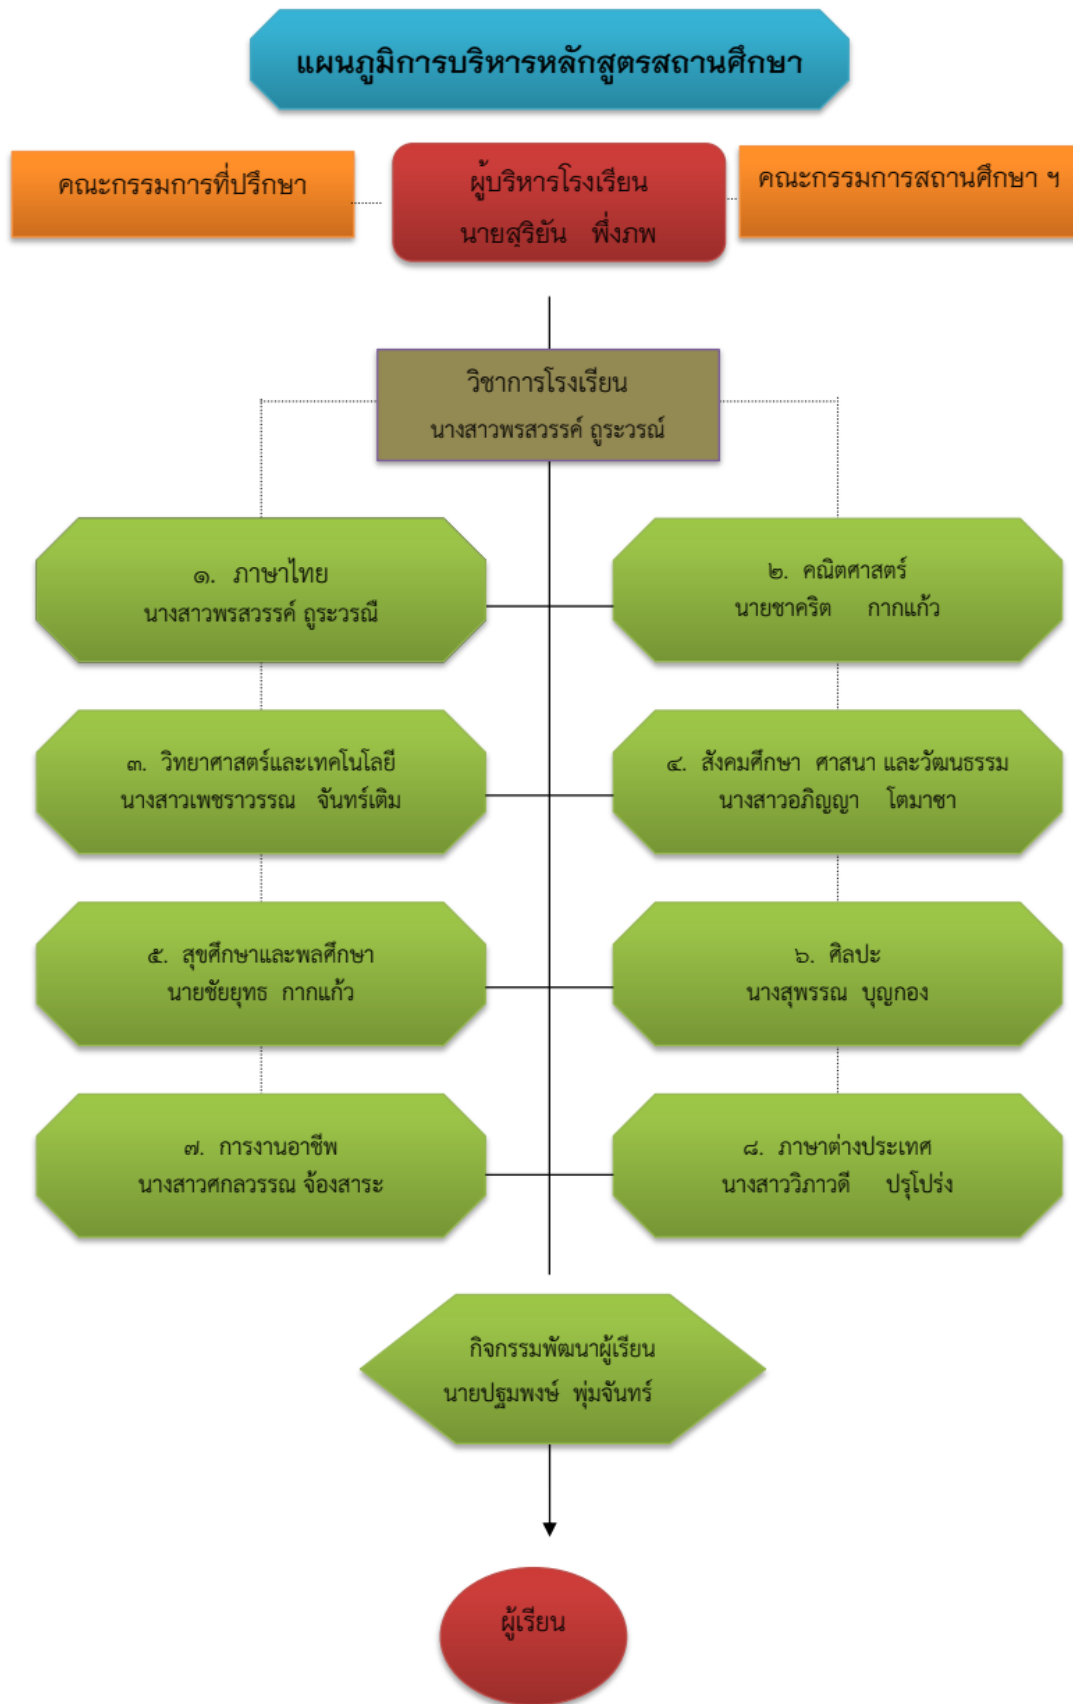 แผนภูมิการบริหารหลักสูตรสถานศึกษา
คณะกรรมการที่ปรึกษา
ผู้บริหารโรงเรียน
นายสุริยัน พึ่งภพ
คณะกรรมการสถานศึกษา ฯ
วิชาการโรงเรียน
นางสาวพรสวรรค์ ถูระวรณ์
๑. ภาษาไทย
นางสาวพรสวรรค์ ถูระวรณื
๒. คณิตศาสตร์
นายชาคริต กากแก้ว
๓. วิทยาศาสตร์และเทคโนโลยี
นางสาวเพชราวรรณ จันทร์เติม
๔. สังคมศึกษา ศาสนา และวัฒนธรรม
นางสาวอภิญญา โตมาซา
๕. สุขศึกษาและพลศึกษา
นายชัยยุทธ กากแก้ว
๖. ศิลปะ
นางสุพรรณ บุญกอง
๗. การงานอาชีพ
นางสาวศกลวรรณ จ้องสาระ
๘. ภาษาต่างประเทศ
นางสาววิภาวดี ปรุโปร่ง
กิจกรรมพัฒนาผู้เรียน
นายปฐมพงษ์ พุ่มจันทร์
ผู้เรียน